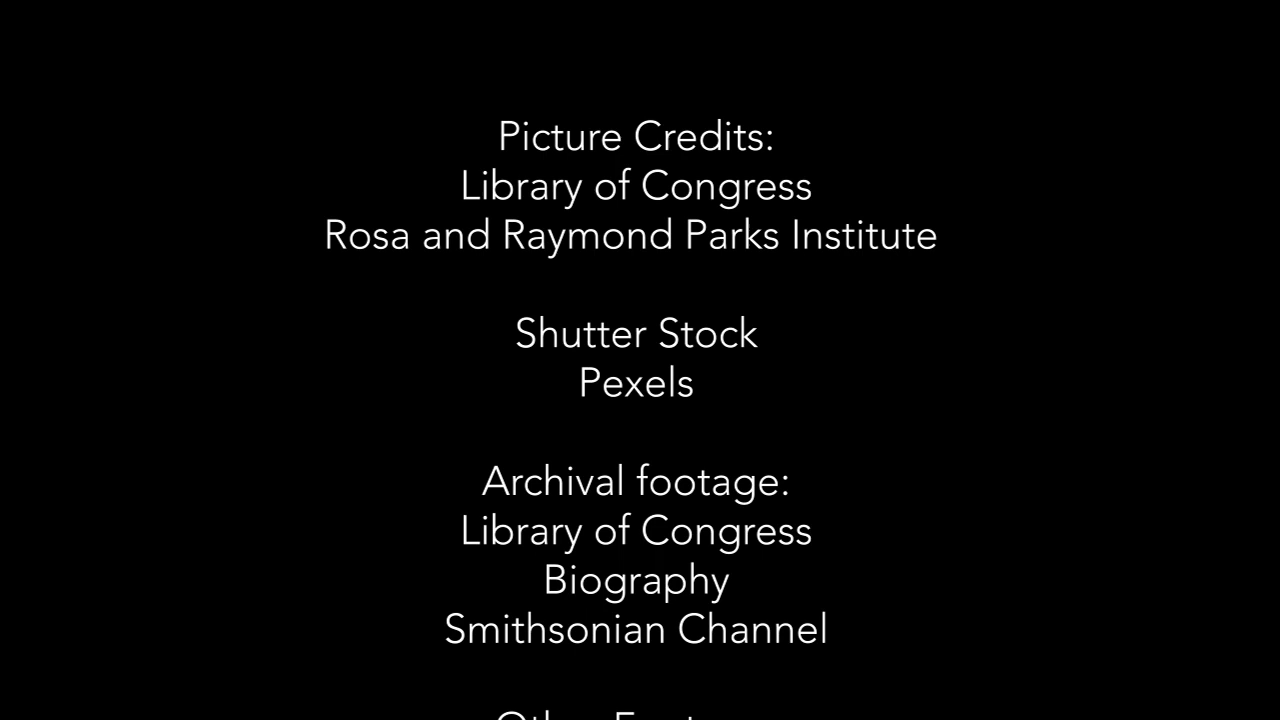 Picture Credits:
Library of Congress
Rosa and Raymond Parks Institute
Shutter Stock
Pexels
Archival footage:
Library of Congress
Biography
Smithsonian Channel